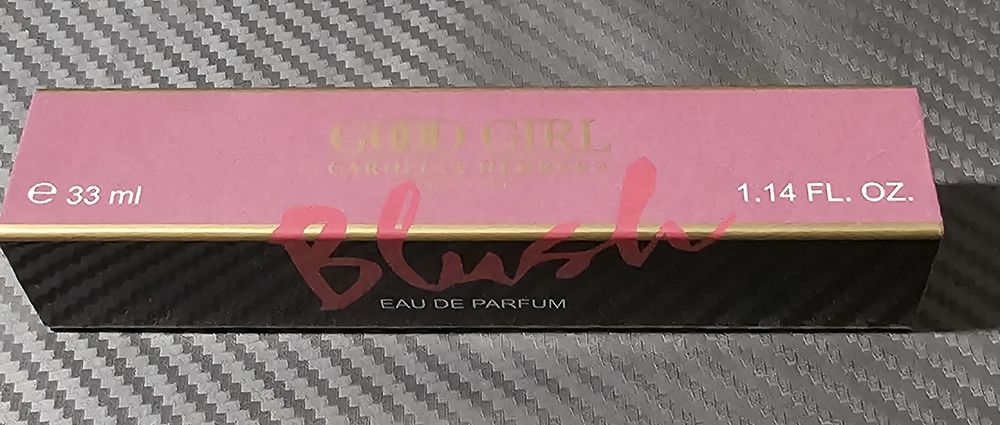 GOOD GIRL
CAROLINA HERRERA
℮ 33 ml
1.14 FL. OZ.
Blush
EAU DE PARFUM